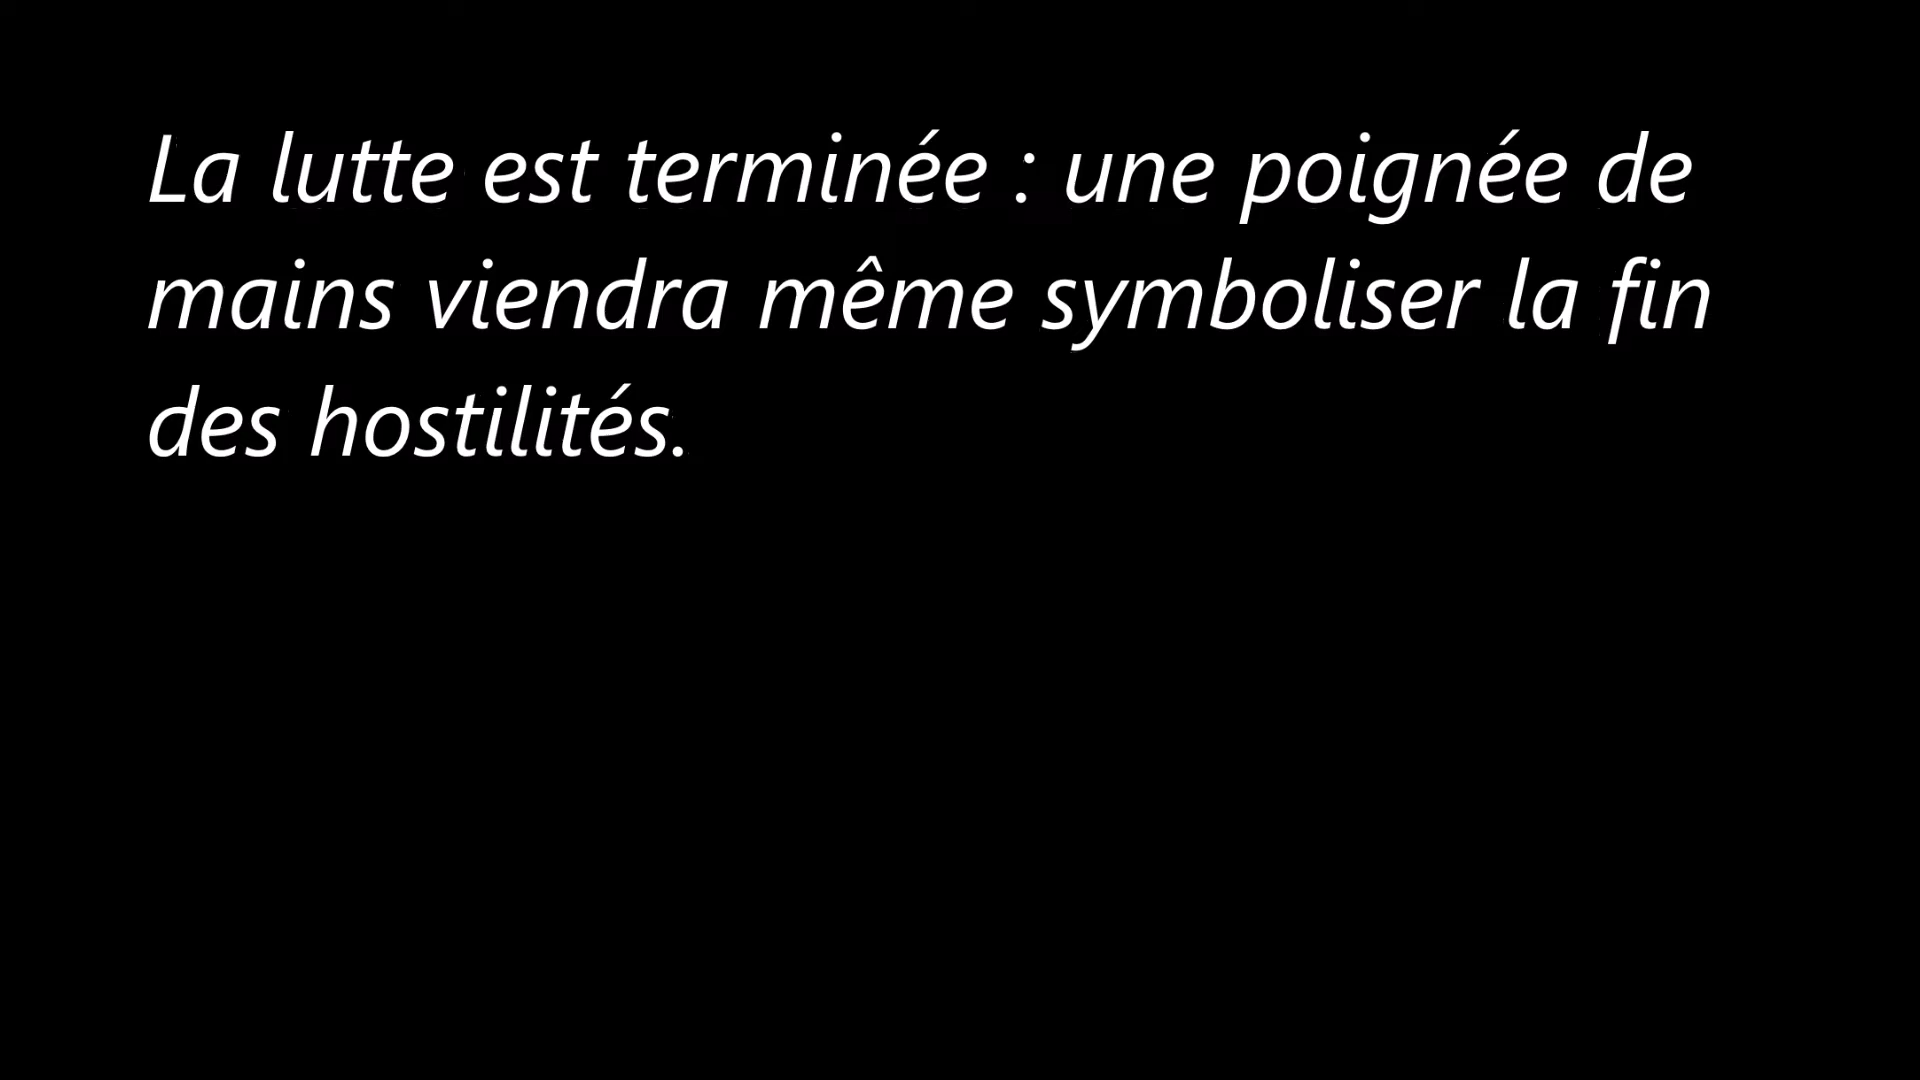 La lutte est terminée : une poignée de
mains viendra même symboliser la fin
des hostilités.